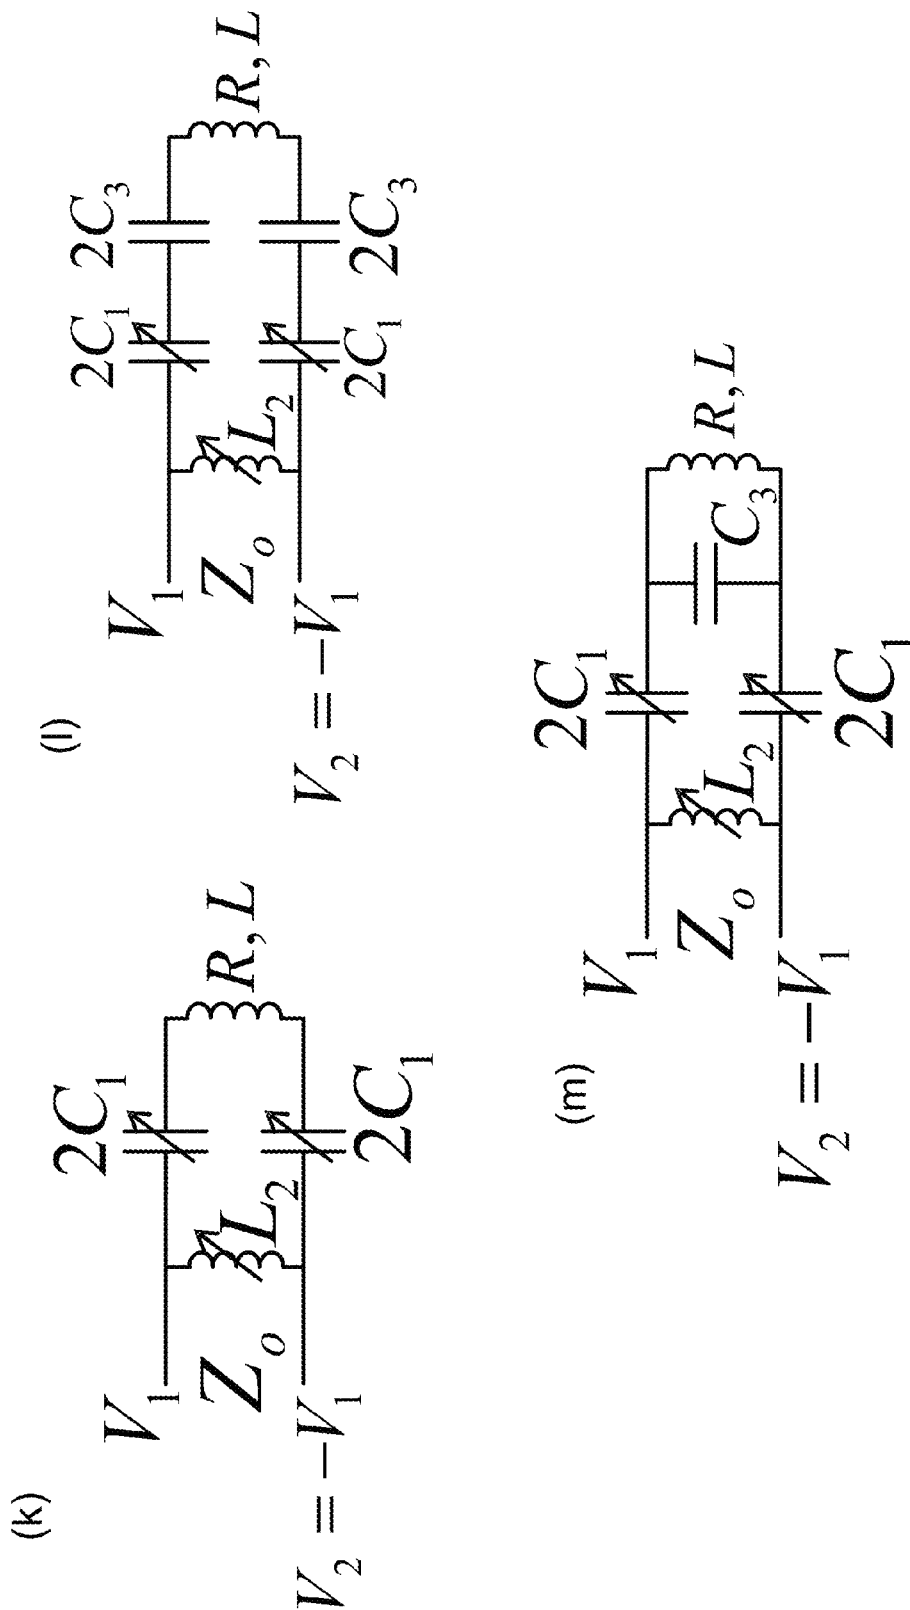 (k)
2C₁
V₁
Zₒ
L₂
R, L
V₂ = −V₁
2C₁
(l)
2C₁
2C₃
V₁
Zₒ
L₂
R, L
V₂ = −V₁
2C₁
2C₃
(m)
2C₁
V₁
Zₒ
L₂
C₃
R, L
V₂ = −V₁
2C₁